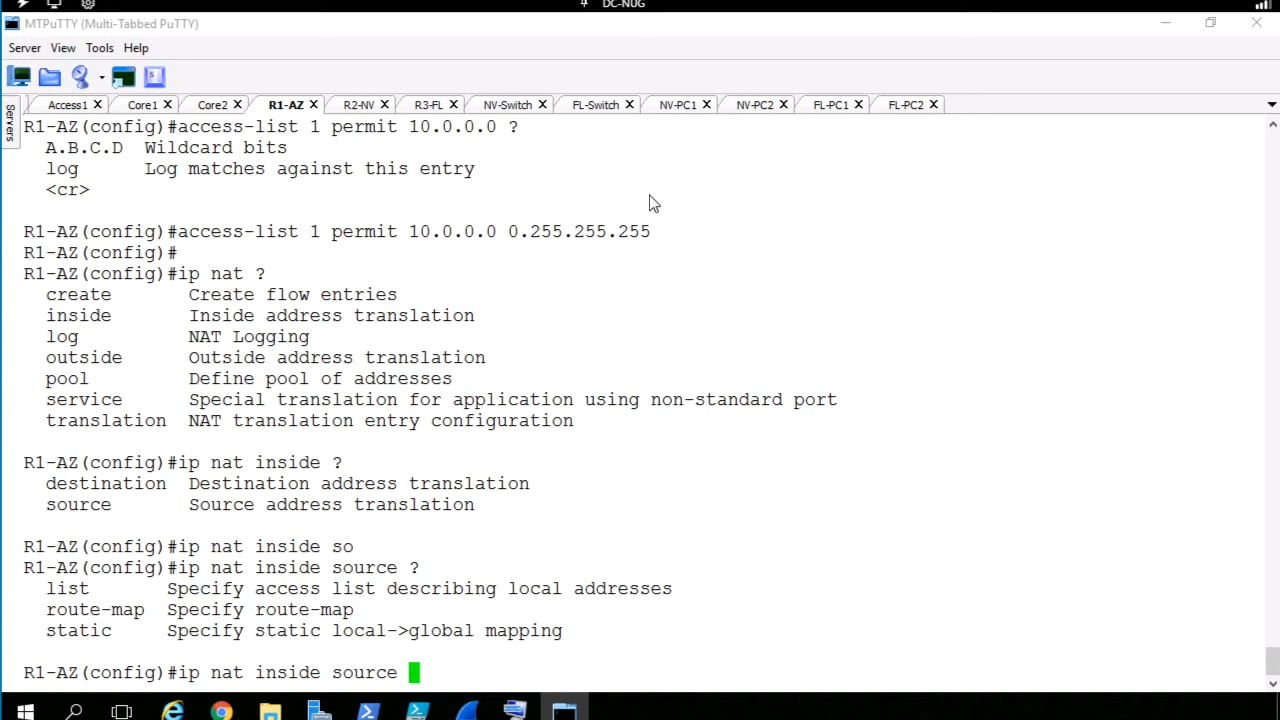 DC-NUG
MTPuTTY (Multi-Tabbed PuTTY)
Server View Tools Help
Servers
Access1 Core1 Core2 R1-AZ R2-NV R3-FL NV-Switch FL-Switch NV-PC1 NV-PC2 FL-PC1 FL-PC2
R1-AZ(config)#access-list 1 permit 10.0.0.0 ?
A.B.C.D  Wildcard bits
log      Log matches against this entry
<cr>
R1-AZ(config)#access-list 1 permit 10.0.0.0 0.255.255.255
R1-AZ(config)#
R1-AZ(config)#ip nat ?
create       Create flow entries
inside       Inside address translation
log          NAT Logging
outside      Outside address translation
pool         Define pool of addresses
service      Special translation for application using non-standard port
translation  NAT translation entry configuration
R1-AZ(config)#ip nat inside ?
destination  Destination address translation
source       Source address translation
R1-AZ(config)#ip nat inside so
R1-AZ(config)#ip nat inside source ?
list       Specify access list describing local addresses
route-map  Specify route-map
static     Specify static local->global mapping
R1-AZ(config)#ip nat inside source